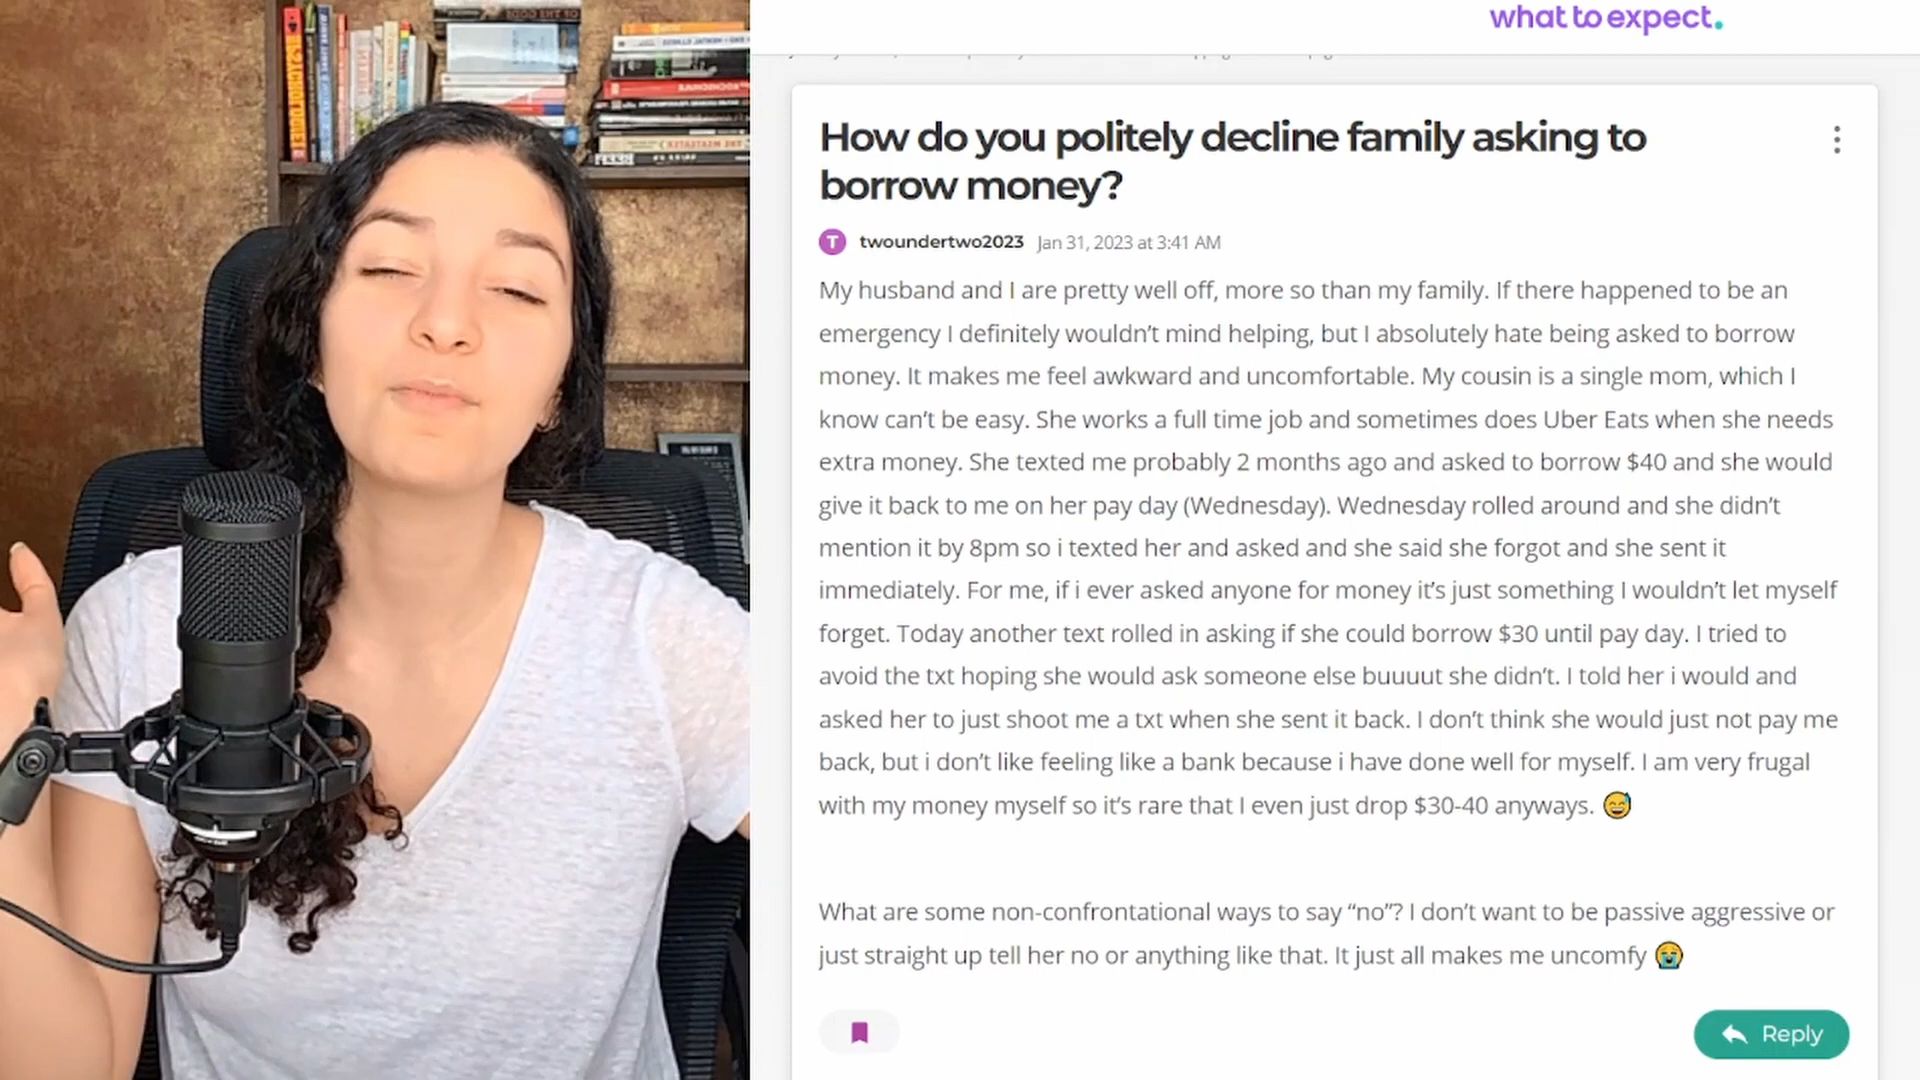 what to expect.
How do you politely decline family asking to
borrow money?
T twoundertwo2023 Jan 31, 2023 at 3:41 AM
My husband and I are pretty well off, more so than my family. If there happened to be an
emergency I definitely wouldn’t mind helping, but I absolutely hate being asked to borrow
money. It makes me feel awkward and uncomfortable. My cousin is a single mom, which I
know can’t be easy. She works a full time job and sometimes does Uber Eats when she needs
extra money. She texted me probably 2 months ago and asked to borrow $40 and she would
give it back to me on her pay day (Wednesday). Wednesday rolled around and she didn’t
mention it by 8pm so i texted her and asked and she said she forgot and she sent it
immediately. For me, if i ever asked anyone for money it’s just something I wouldn’t let myself
forget. Today another text rolled in asking if she could borrow $30 until pay day. I tried to
avoid the txt hoping she would ask someone else buuuut she didn’t. I told her i would and
asked her to just shoot me a txt when she sent it back. I don’t think she would just not pay me
back, but i don’t like feeling like a bank because i have done well for myself. I am very frugal
with my money myself so it’s rare that I even just drop $30-40 anyways. 😅
What are some non-confrontational ways to say “no”? I don’t want to be passive aggressive or
just straight up tell her no or anything like that. It just all makes me uncomfy 😭
Reply